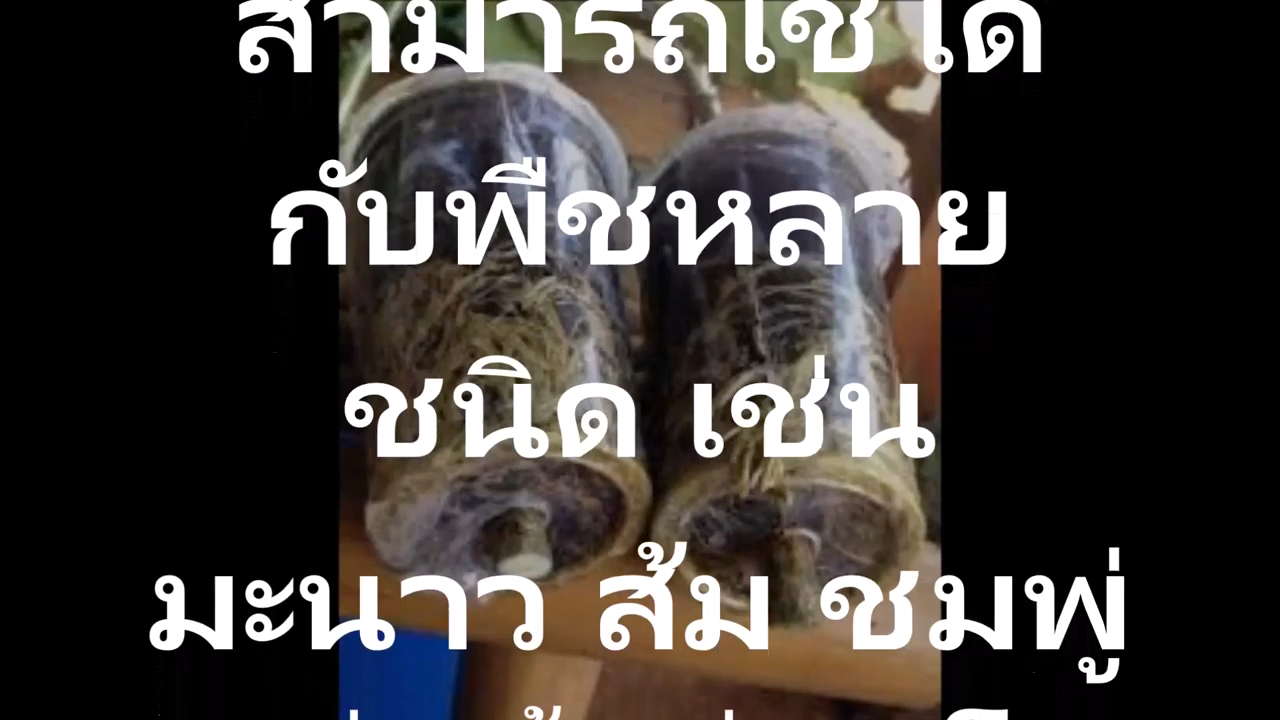 สามารถใช้ได้
กับพืชหลาย
ชนิด เช่น
มะนาว ส้ม ชมพู่